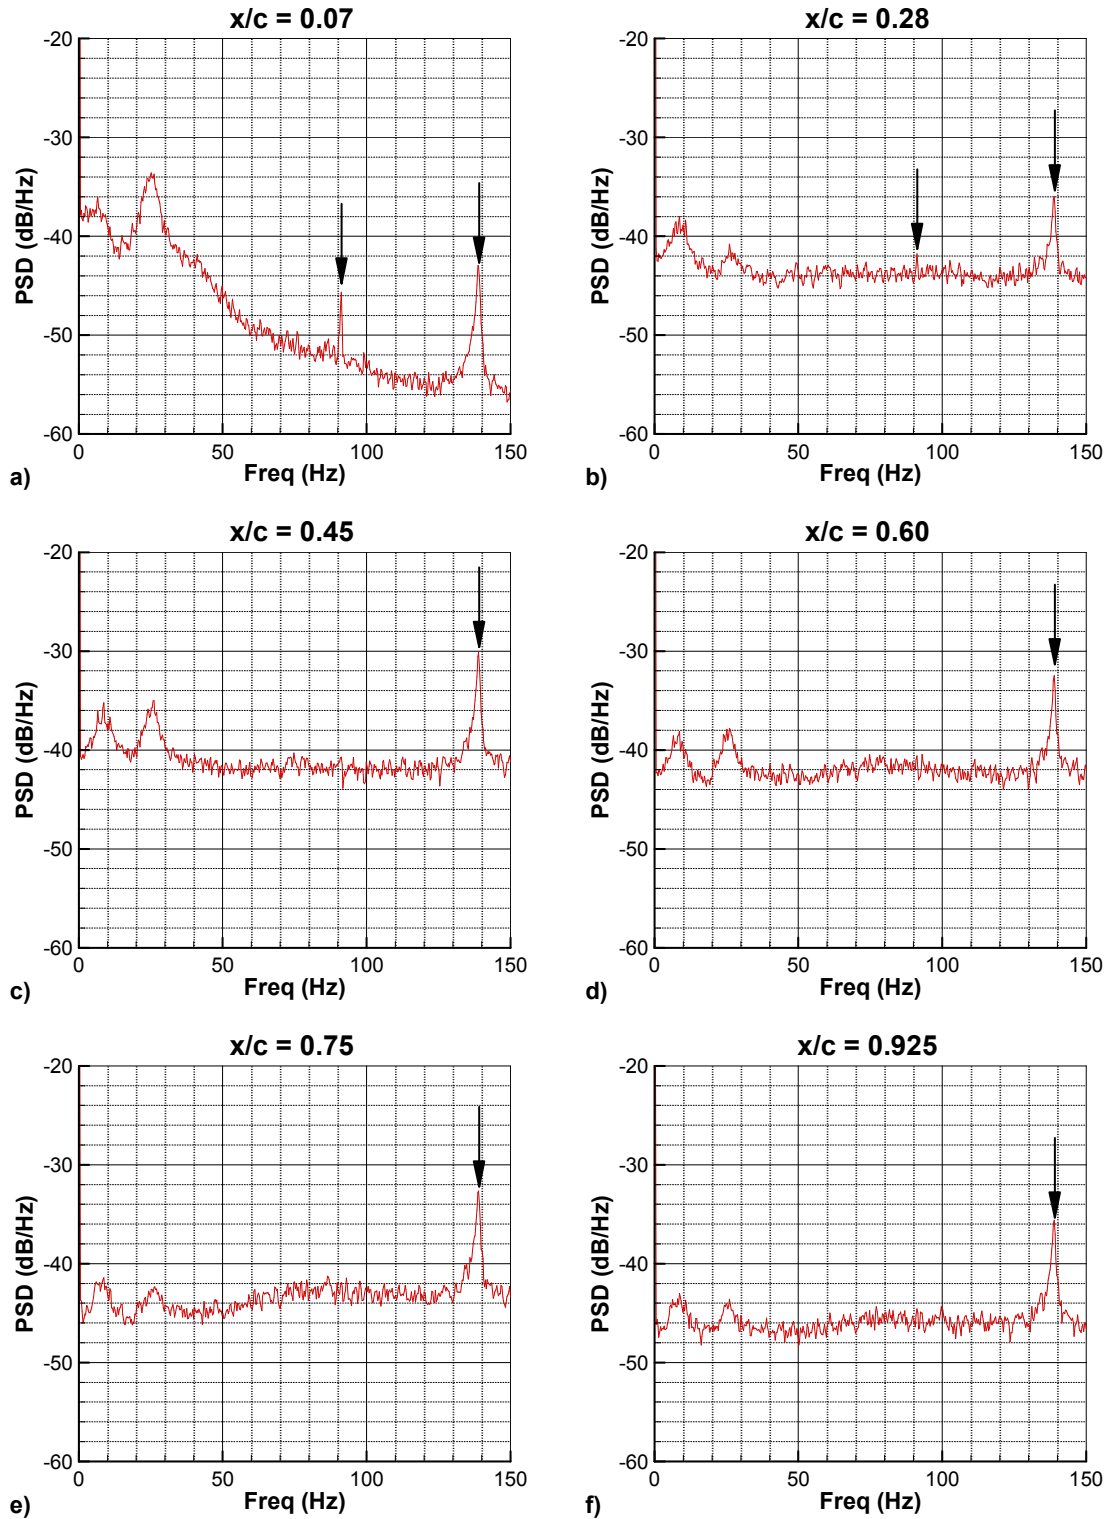 x/c = 0.07
x/c = 0.28
-20
-30
-40
-50
-60
PSD (dB/Hz)
0
50
100
150
Freq (Hz)
a)
-20
-30
-40
-50
-60
PSD (dB/Hz)
0
50
100
150
Freq (Hz)
b)
x/c = 0.45
x/c = 0.60
-20
-30
-40
-50
-60
PSD (dB/Hz)
0
50
100
150
Freq (Hz)
c)
-20
-30
-40
-50
-60
PSD (dB/Hz)
0
50
100
150
Freq (Hz)
d)
x/c = 0.75
x/c = 0.925
-20
-30
-40
-50
-60
PSD (dB/Hz)
0
50
100
150
Freq (Hz)
e)
-20
-30
-40
-50
-60
PSD (dB/Hz)
0
50
100
150
Freq (Hz)
f)